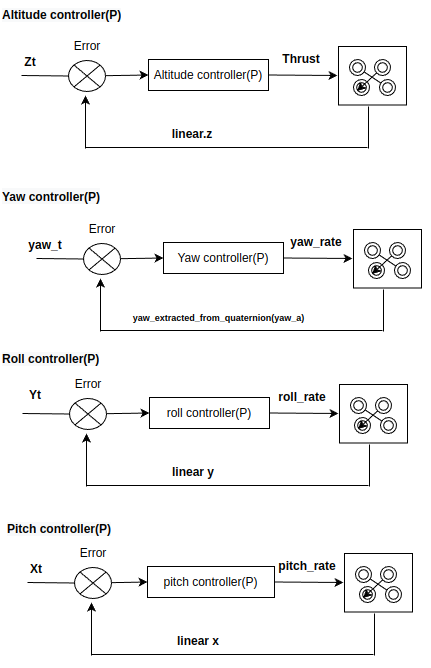 Altitude controller(P)
Error
Zt
Altitude controller(P)
Thrust
linear.z
Yaw controller(P)
Error
yaw_t
Yaw controller(P)
yaw_rate
yaw_extracted_from_quaternion(yaw_a)
Roll controller(P)
Error
Yt
roll controller(P)
roll_rate
linear y
Pitch controller(P)
Error
Xt
pitch controller(P)
pitch_rate
linear x